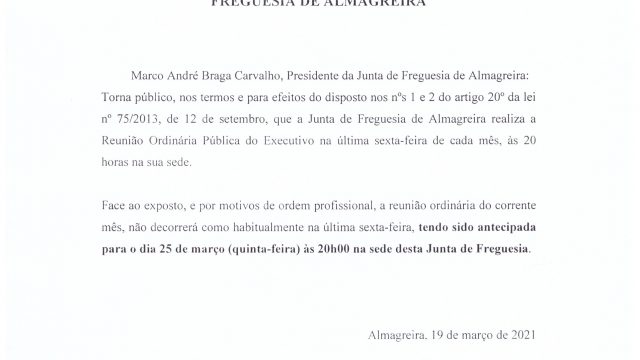 FREGUESIA DE ALMAGREIRA
Marco André Braga Carvalho, Presidente da Junta de Freguesia de Almagreira:
Torna público, nos termos e para efeitos do disposto nos nºs 1 e 2 do artigo 20º da lei
nº 75/2013, de 12 de setembro, que a Junta de Freguesia de Almagreira realiza a
Reunião Ordinária Pública do Executivo na última sexta-feira de cada mês, às 20
horas na sua sede.
Face ao exposto, e por motivos de ordem profissional, a reunião ordinária do corrente
mês, não decorrerá como habitualmente na última sexta-feira, tendo sido antecipada
para o dia 25 de março (quinta-feira) às 20h00 na sede desta Junta de Freguesia.
Almagreira, 19 de março de 2021